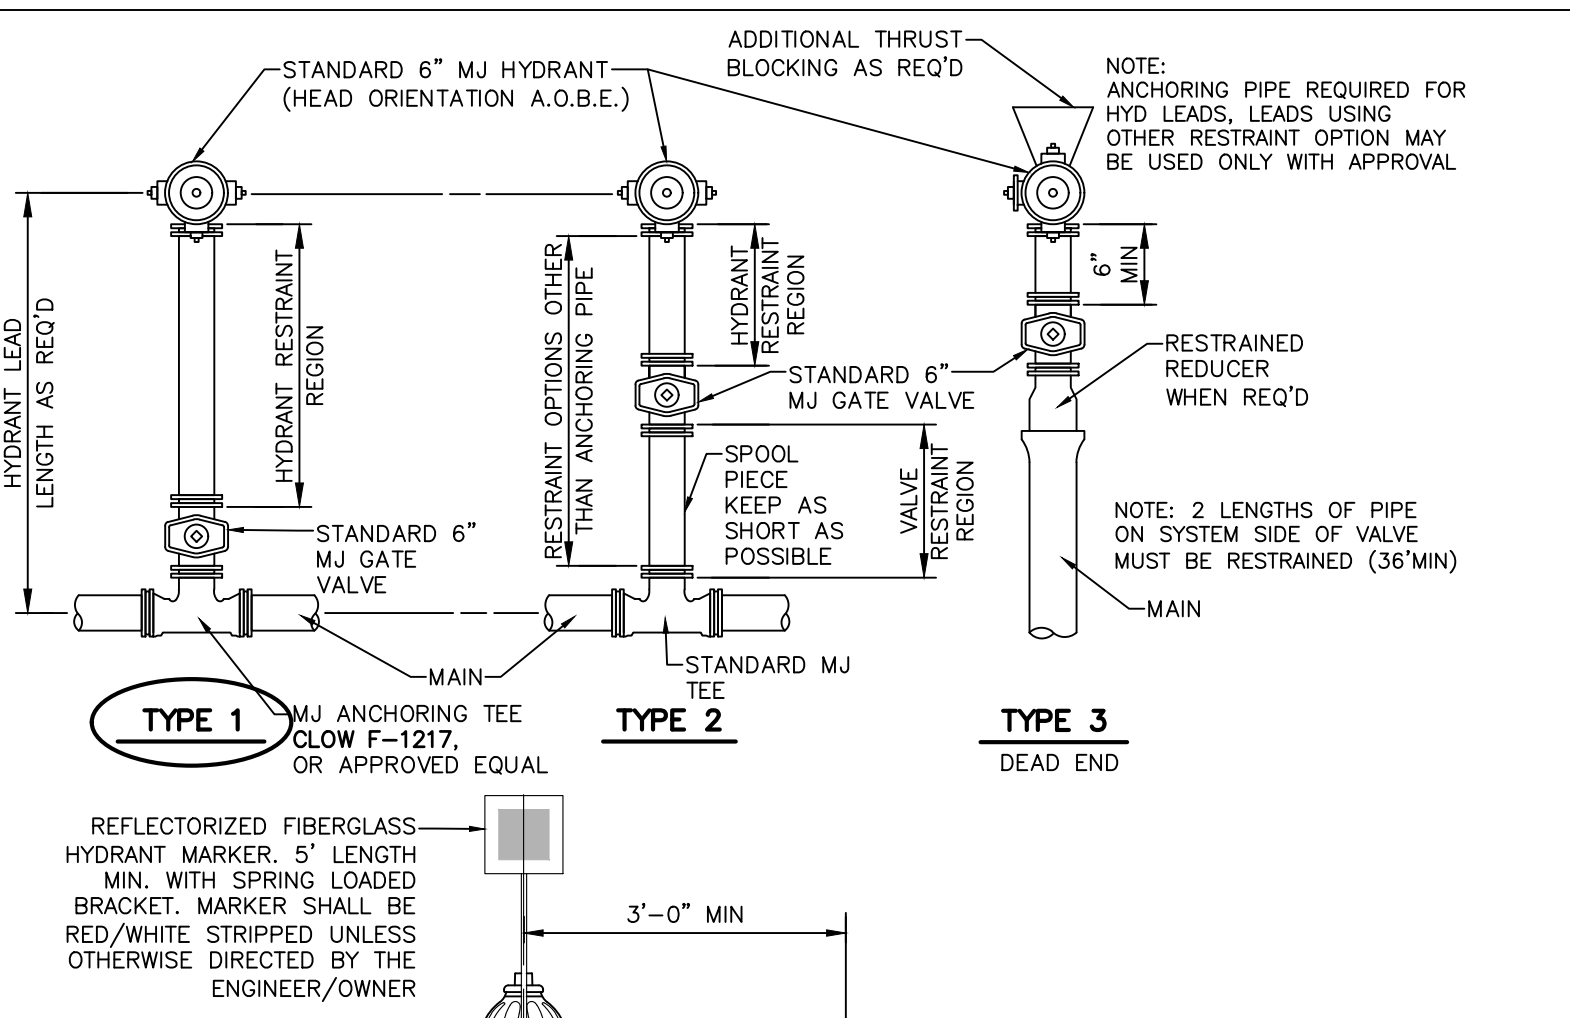 STANDARD 6” MJ HYDRANT
(HEAD ORIENTATION A.O.B.E.)
ADDITIONAL THRUST
BLOCKING AS REQ’D
NOTE:
ANCHORING PIPE REQUIRED FOR
HYD LEADS, LEADS USING
OTHER RESTRAINT OPTION MAY
BE USED ONLY WITH APPROVAL
HYDRANT LEAD
LENGTH AS REQ’D
HYDRANT RESTRAINT
REGION
RESTRAINT OPTIONS OTHER
THAN ANCHORING PIPE
HYDRANT
RESTRAINT
REGION
6”
MIN
STANDARD 6”
MJ GATE VALVE
RESTRAINED
REDUCER
WHEN REQ’D
SPOOL
PIECE
KEEP AS
SHORT AS
POSSIBLE
VALVE
RESTRAINT
REGION
STANDARD 6”
MJ GATE
VALVE
NOTE: 2 LENGTHS OF PIPE
ON SYSTEM SIDE OF VALVE
MUST BE RESTRAINED (36’MIN)
MAIN
MAIN
STANDARD MJ
TEE
TYPE 1
MJ ANCHORING TEE
CLOW F–1217,
OR APPROVED EQUAL
TYPE 2
TYPE 3
DEAD END
REFLECTORIZED FIBERGLASS
HYDRANT MARKER. 5’ LENGTH
MIN. WITH SPRING LOADED
BRACKET. MARKER SHALL BE
RED/WHITE STRIPPED UNLESS
OTHERWISE DIRECTED BY THE
ENGINEER/OWNER
3’–0” MIN